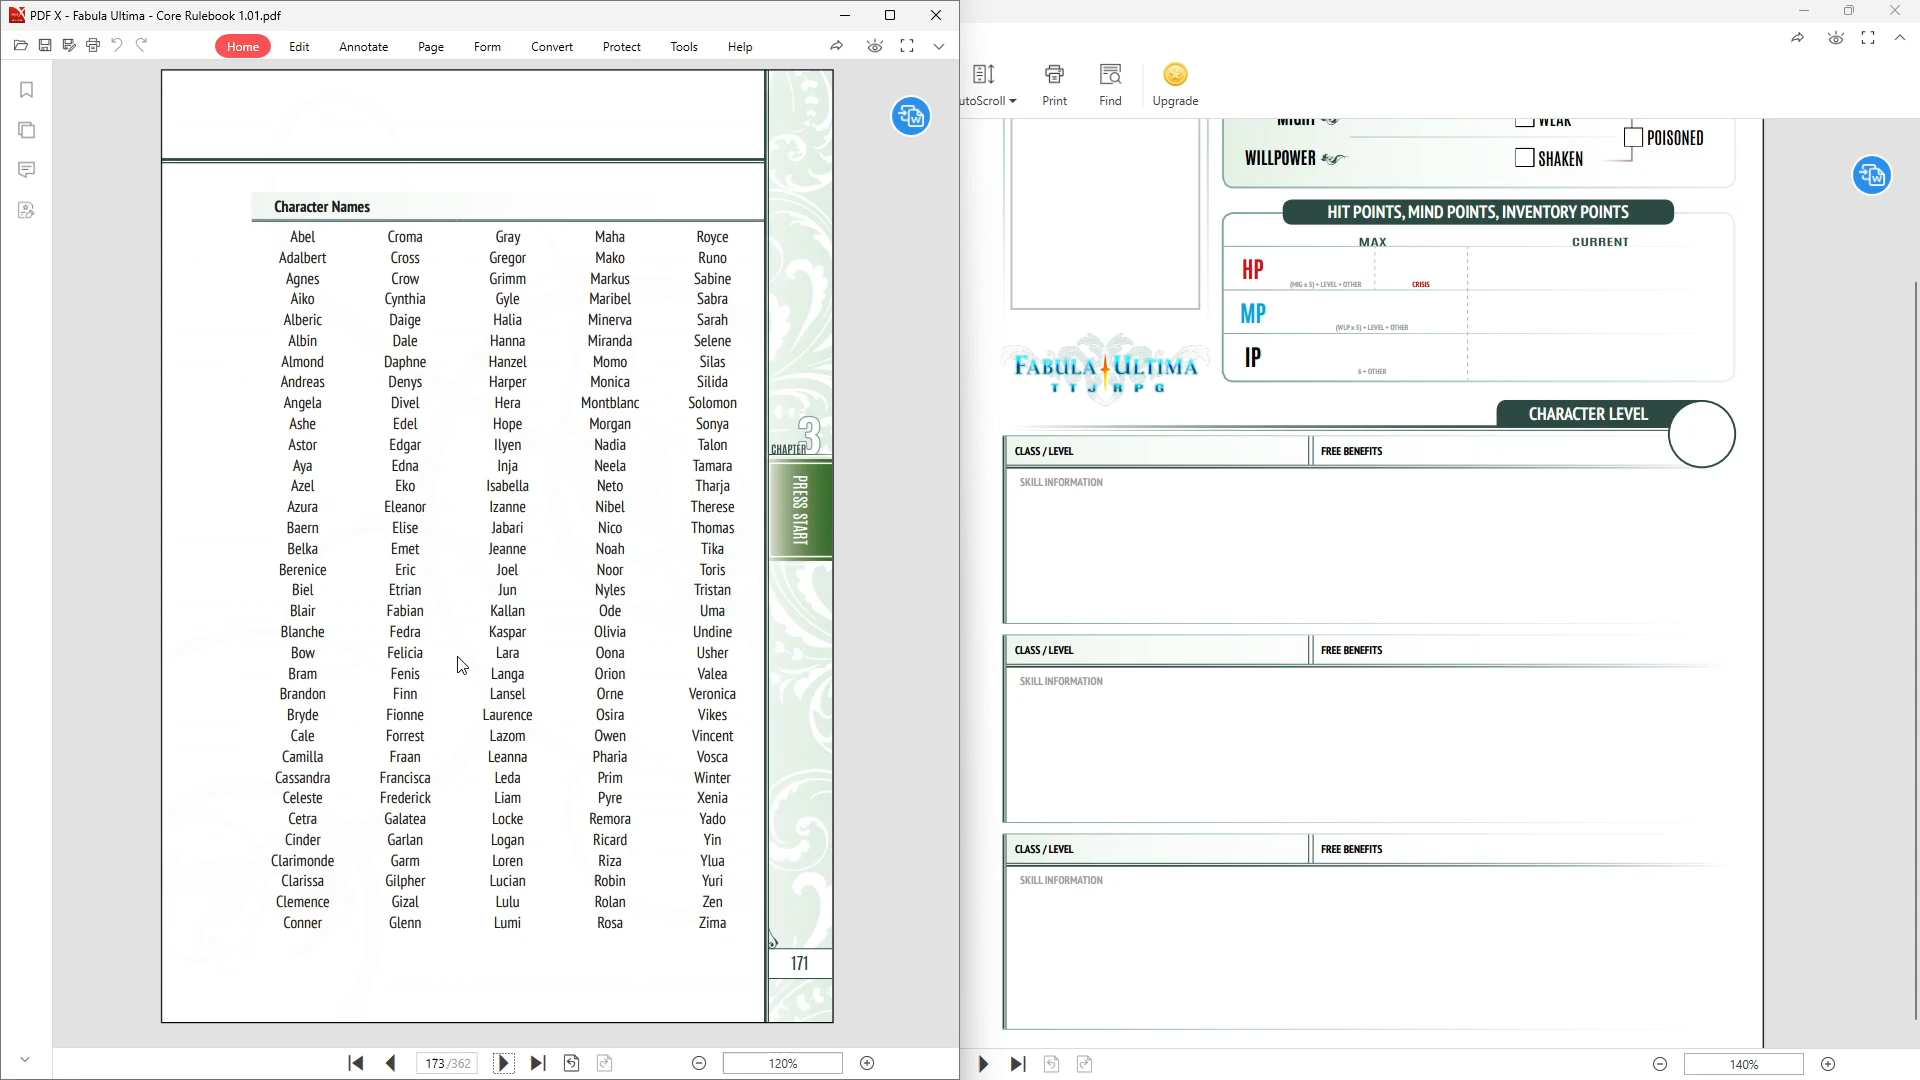 PDF X - Fabula Ultima - Core Rulebook 1.01.pdf
Home Edit Annotate Page Form Convert Protect Tools Help
Character Names
Abel Croma Gray Maha Royce
Adalbert Cross Gregor Mako Runo
Agnes Crow Grimm Markus Sabine
Aiko Cynthia Gyle Maribel Sabra
Alberic Daige Halia Minerva Sarah
Albin Dale Hanna Miranda Selene
Almond Daphne Hanzel Momo Silas
Andreas Denys Harper Monica Silida
Angela Divel Hera Montblanc Solomon
Ashe Edel Hope Morgan Sonya
Astor Edgar Ilyen Nadia Talon
Aya Edna Inja Neela Tamara
Azel Eko Isabella Neto Tharja
Azura Eleanor Izanne Nibel Therese
Baern Elise Jabari Nico Thomas
Belka Emet Jeanne Noah Tika
Berenice Eric Joel Noor Toris
Biel Etrian Jun Nyles Tristan
Blair Fabian Kallan Ode Uma
Blanche Fedra Kaspar Olivia Undine
Bow Felicia Lara Oona Usher
Bram Fenis Langa Orion Valea
Brandon Finn Lansel Orne Veronica
Bryde Fionne Laurence Osira Vikes
Cale Forrest Lazom Owen Vincent
Camilla Fraan Leanna Pharia Vosca
Cassandra Francisca Leda Prim Winter
Celeste Frederick Liam Pyre Xenia
Cetra Galatea Locke Remora Yado
Cinder Garlan Logan Ricard Yin
Clarimonde Garm Loren Riza Ylua
Clarissa Gilpher Lucian Robin Yuri
Clemence Gizal Lulu Rolan Zen
Conner Glenn Lumi Rosa Zima
CHAPTER 3
PRESS START
171
173 /362
120%
utoScroll Print Find Upgrade
MIGHT WEAK
POISONED
WILLPOWER SHAKEN
HIT POINTS, MIND POINTS, INVENTORY POINTS
MAX CURRENT
HP
(MIG x 5) + LEVEL + OTHER CRISIS
MP
(WLP x 5) + LEVEL + OTHER
IP
6 + OTHER
FABULA ULTIMA
TTJRPG
CHARACTER LEVEL
CLASS / LEVEL FREE BENEFITS
SKILL INFORMATION
CLASS / LEVEL FREE BENEFITS
SKILL INFORMATION
CLASS / LEVEL FREE BENEFITS
SKILL INFORMATION
140%